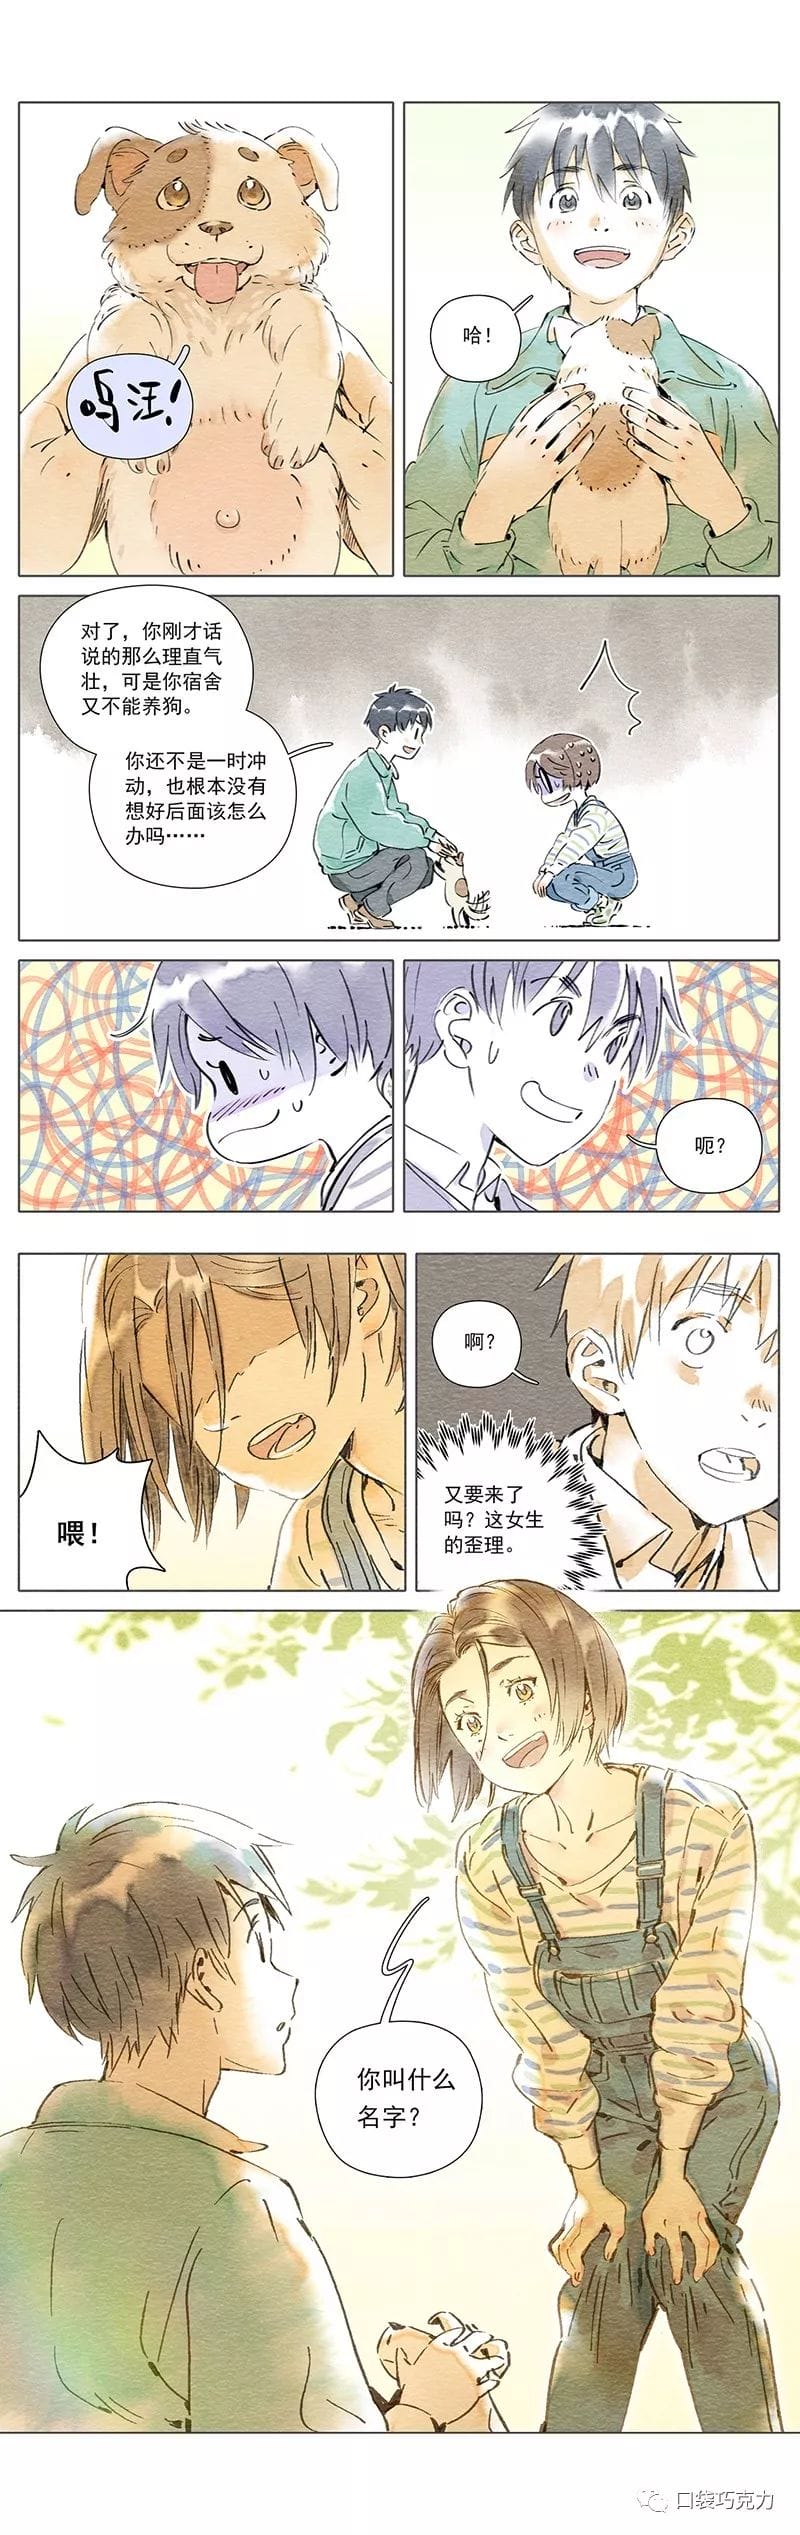 呜汪!
哈!
对了，你刚才话
说的那么理直气
壮，可是你宿舍
又不能养狗。
你还不是一时冲
动，也根本没有
想好后面该怎么
办吗……
呃?
喂!
啊?
又要来了
吗? 这女生
的歪理。
你叫什么
名字?
口袋巧克力